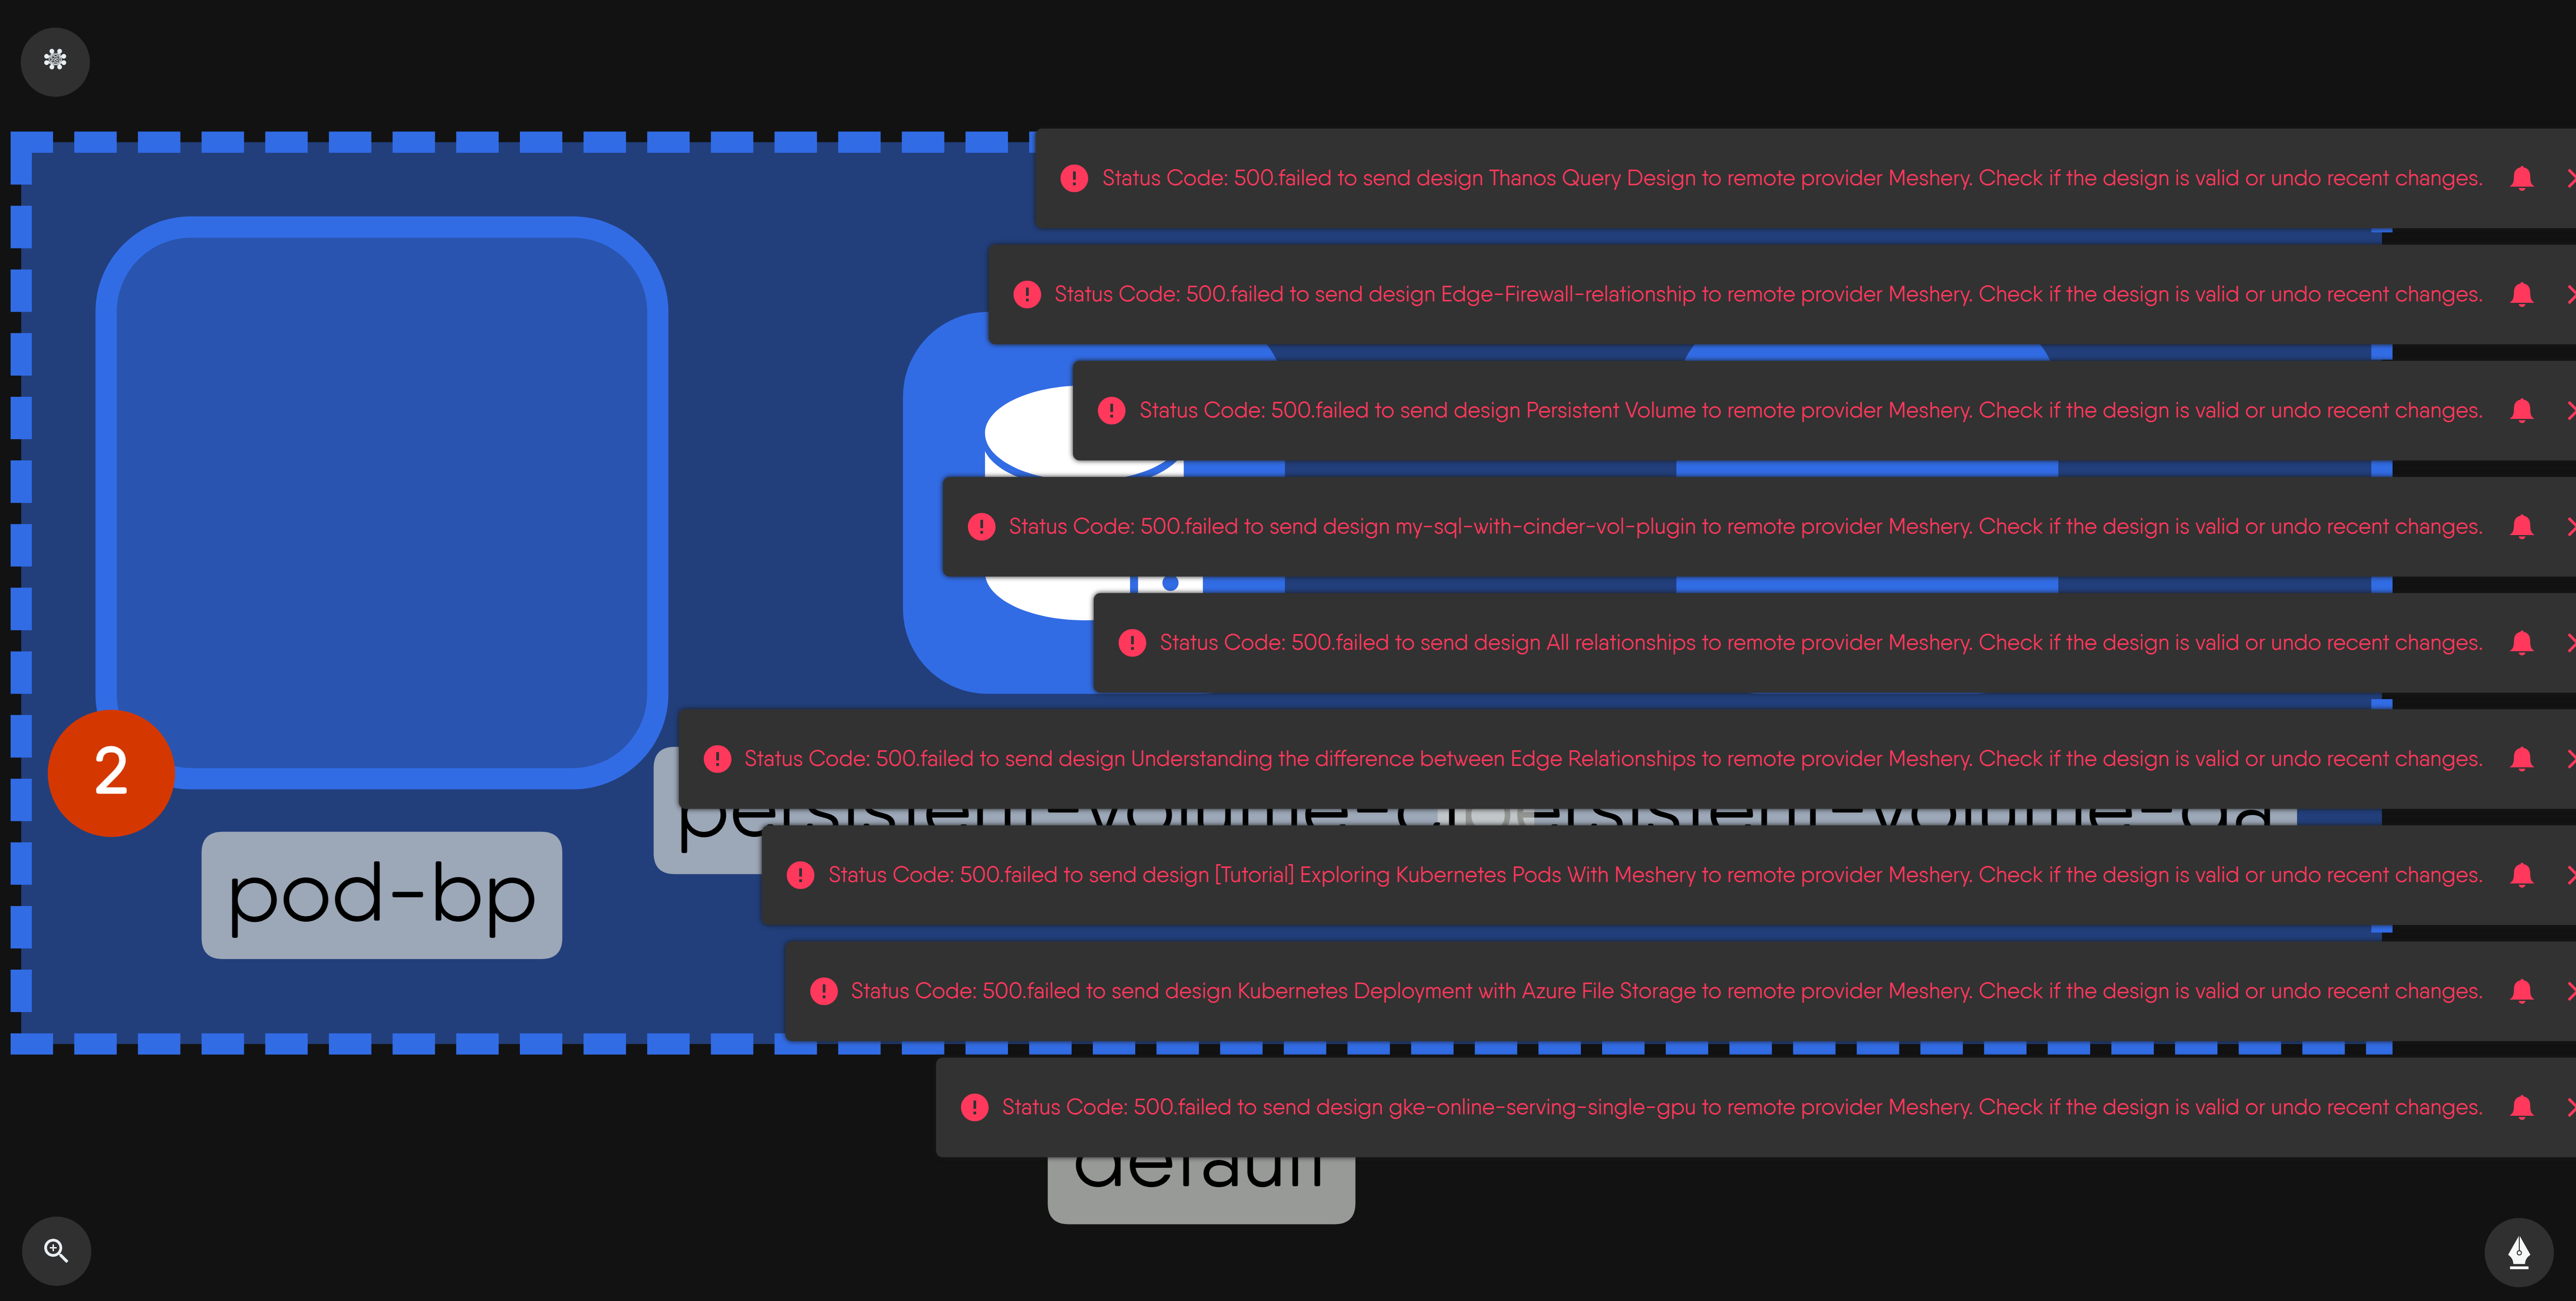 Status Code: 500.failed to send design Thanos Query Design to remote provider Meshery. Check if the design is valid or undo recent changes.
Status Code: 500.failed to send design Edge-Firewall-relationship to remote provider Meshery. Check if the design is valid or undo recent changes.
Status Code: 500.failed to send design Persistent Volume to remote provider Meshery. Check if the design is valid or undo recent changes.
Status Code: 500.failed to send design my-sql-with-cinder-vol-plugin to remote provider Meshery. Check if the design is valid or undo recent changes.
Status Code: 500.failed to send design All relationships to remote provider Meshery. Check if the design is valid or undo recent changes.
Status Code: 500.failed to send design Understanding the difference between Edge Relationships to remote provider Meshery. Check if the design is valid or undo recent changes.
2
Status Code: 500.failed to send design [Tutorial] Exploring Kubernetes Pods With Meshery to remote provider Meshery. Check if the design is valid or undo recent changes.
pod-bp
Status Code: 500.failed to send design Kubernetes Deployment with Azure File Storage to remote provider Meshery. Check if the design is valid or undo recent changes.
Status Code: 500.failed to send design gke-online-serving-single-gpu to remote provider Meshery. Check if the design is valid or undo recent changes.
default